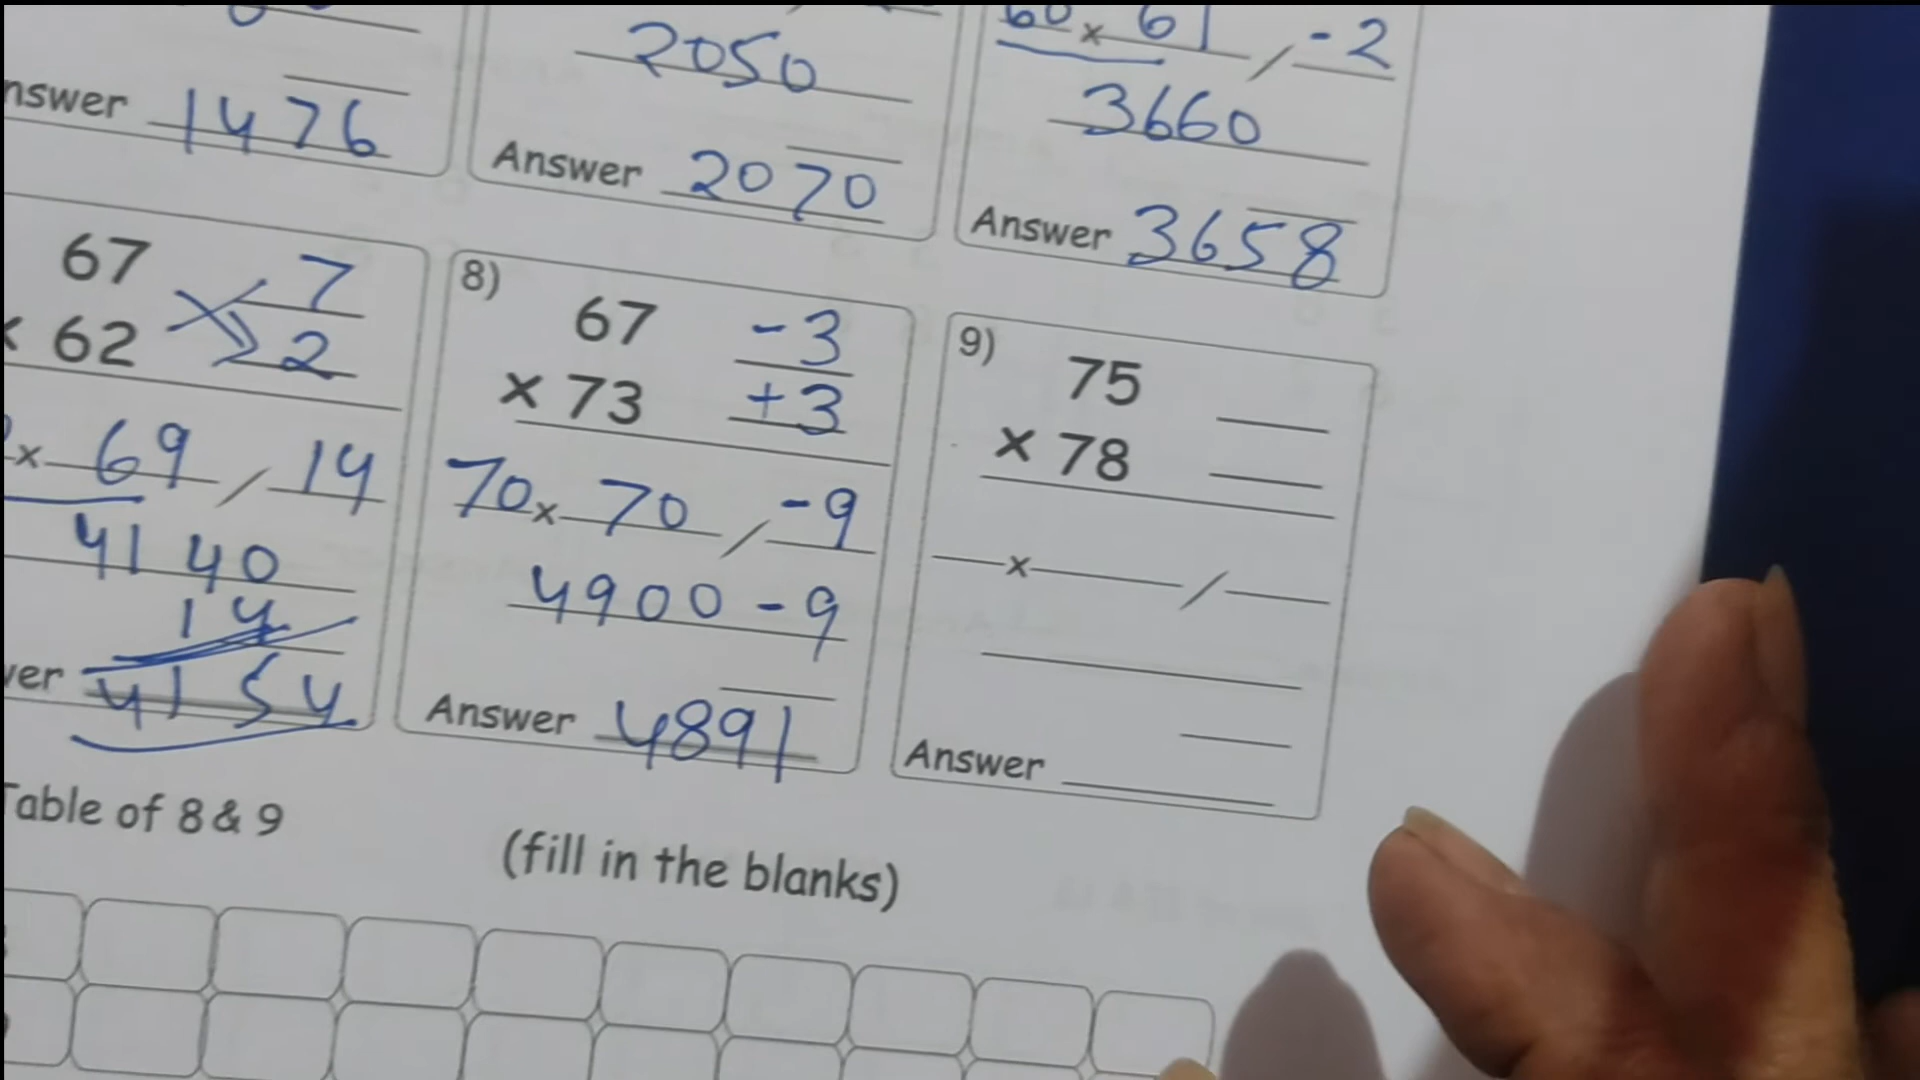 2050
60 × 61 / -2
3660
nswer 1476
Answer 2070
Answer 3658
67 7
× 62 2
× 69 / 14
4140
14
wer 4154
8)
67 -3
× 73 +3
70 × 70 / -9
4900 - 9
Answer 4891
9)
75
× 78
× /
Answer
Table of 8 & 9
(fill in the blanks)